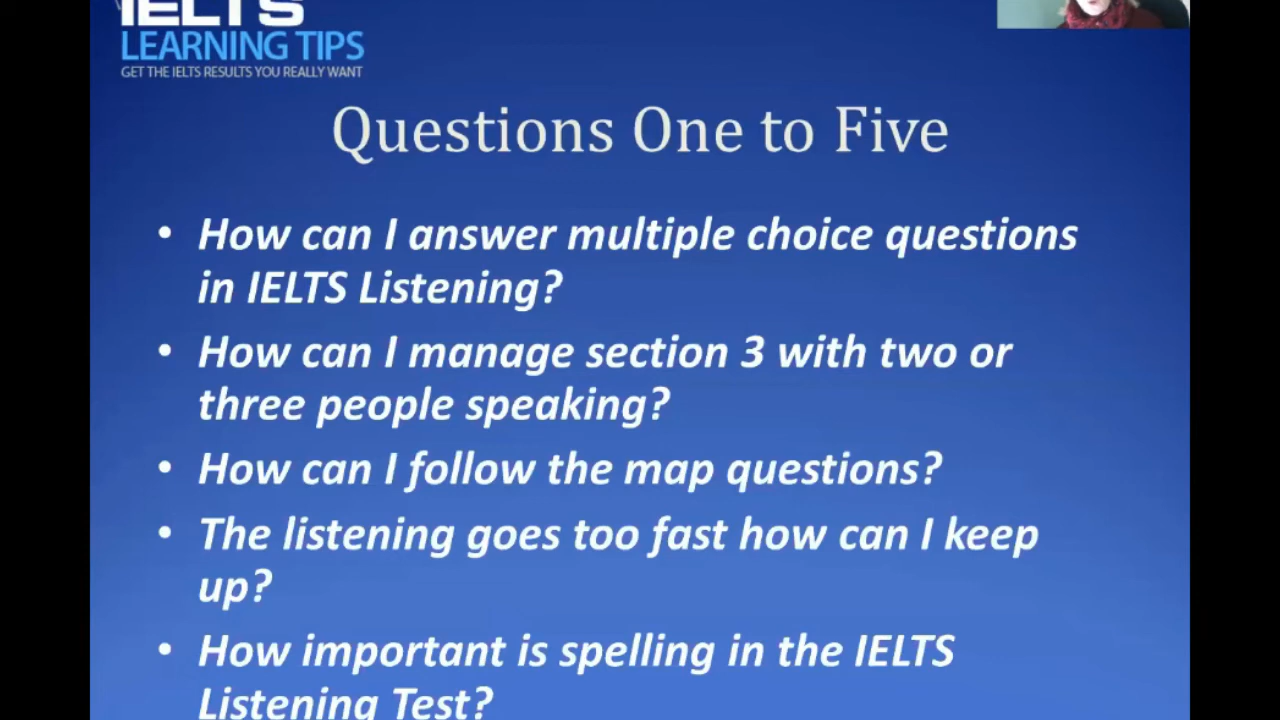 IELTS
LEARNING TIPS
GET THE IELTS RESULTS YOU REALLY WANT
Questions One to Five
• How can I answer multiple choice questions
in IELTS Listening?
• How can I manage section 3 with two or
three people speaking?
• How can I follow the map questions?
• The listening goes too fast how can I keep
up?
• How important is spelling in the IELTS
Listening Test?